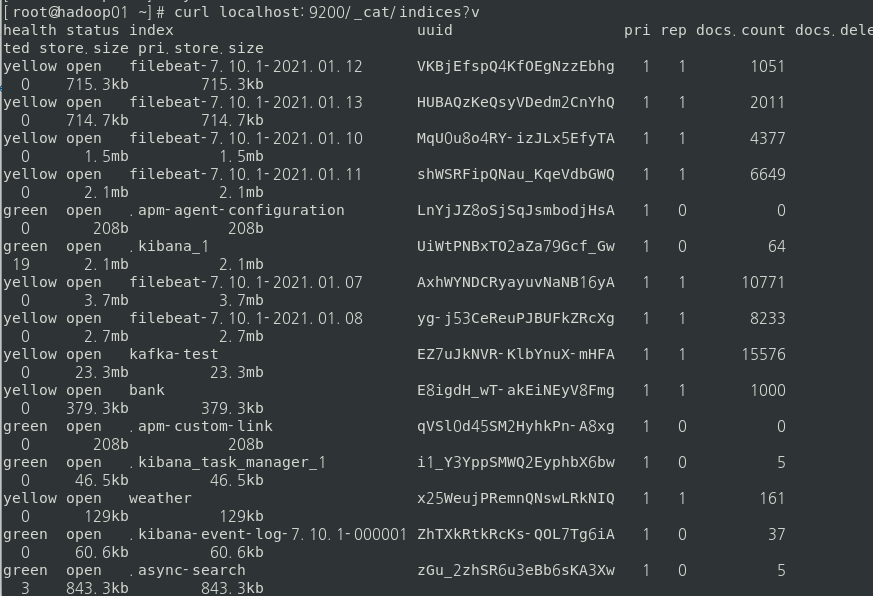 [root@hadoop01 ~]# curl localhost:9200/_cat/indices?v
health status index                           uuid                   pri rep docs.count docs.dele
ted store.size pri.store.size
yellow open   filebeat-7.10.1-2021.01.12      VKBjEfspQ4KfOEgNzzEbhg   1   1       1051
  0    715.3kb        715.3kb
yellow open   filebeat-7.10.1-2021.01.13      HUBAQzKeQsyVDedm2CnYhQ   1   1       2011
  0    714.7kb        714.7kb
yellow open   filebeat-7.10.1-2021.01.10      MqU0u8o4RY-izJLx5EfyTA   1   1       4377
  0      1.5mb          1.5mb
yellow open   filebeat-7.10.1-2021.01.11      shWSRFipQNau_KqeVdbGWQ   1   1       6649
  0      2.1mb          2.1mb
green  open   .apm-agent-configuration        LnYjJZ8oSjSqJsmbodjHsA   1   0          0
  0       208b           208b
green  open   .kibana_1                       UiWtPNBxTO2aZa79Gcf_Gw   1   0         64
 19      2.1mb          2.1mb
yellow open   filebeat-7.10.1-2021.01.07      AxhWYNDCRyayuvNaNB16yA   1   1      10771
  0      3.7mb          3.7mb
yellow open   filebeat-7.10.1-2021.01.08      yg-j53CeReuPJBUFkZRcXg   1   1       8233
  0      2.7mb          2.7mb
yellow open   kafka-test                      EZ7uJkNVR-KlbYnuX-mHFA   1   1      15576
  0     23.3mb         23.3mb
yellow open   bank                            E8igdH_wT-akEiNEyV8Fmg   1   1       1000
  0    379.3kb        379.3kb
green  open   .apm-custom-link                qVSlOd45SM2HyhkPn-A8xg   1   0          0
  0       208b           208b
green  open   .kibana_task_manager_1          i1_Y3YppSMWQ2EyphbX6bw   1   0          5
  0     46.5kb         46.5kb
yellow open   weather                         x25WeujPRemnQNswLRkNIQ   1   1        161
  0      129kb          129kb
green  open   .kibana-event-log-7.10.1-000001 ZhTXkRtkRcKs-QOL7Tg6iA   1   0         37
  0     60.6kb         60.6kb
green  open   .async-search                   zGu_2zhSR6u3eBb6sKA3Xw   1   0          5
  3    843.3kb        843.3kb